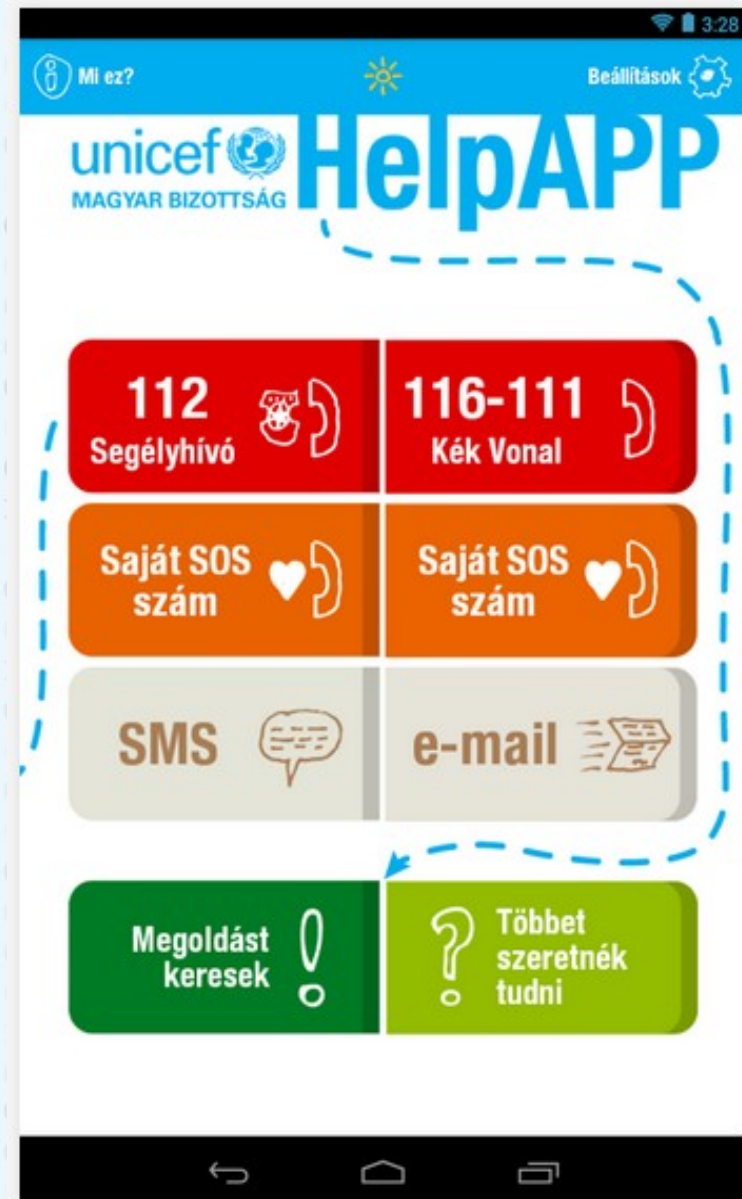 3:28
Mi ez?
Beállítások
unicef HelpAPP
MAGYAR BIZOTTSÁG
112
Segélyhívó
116-111
Kék Vonal
Saját SOS
szám
Saját SOS
szám
SMS
e-mail
Megoldást
keresek
Többet
szeretnék
tudni